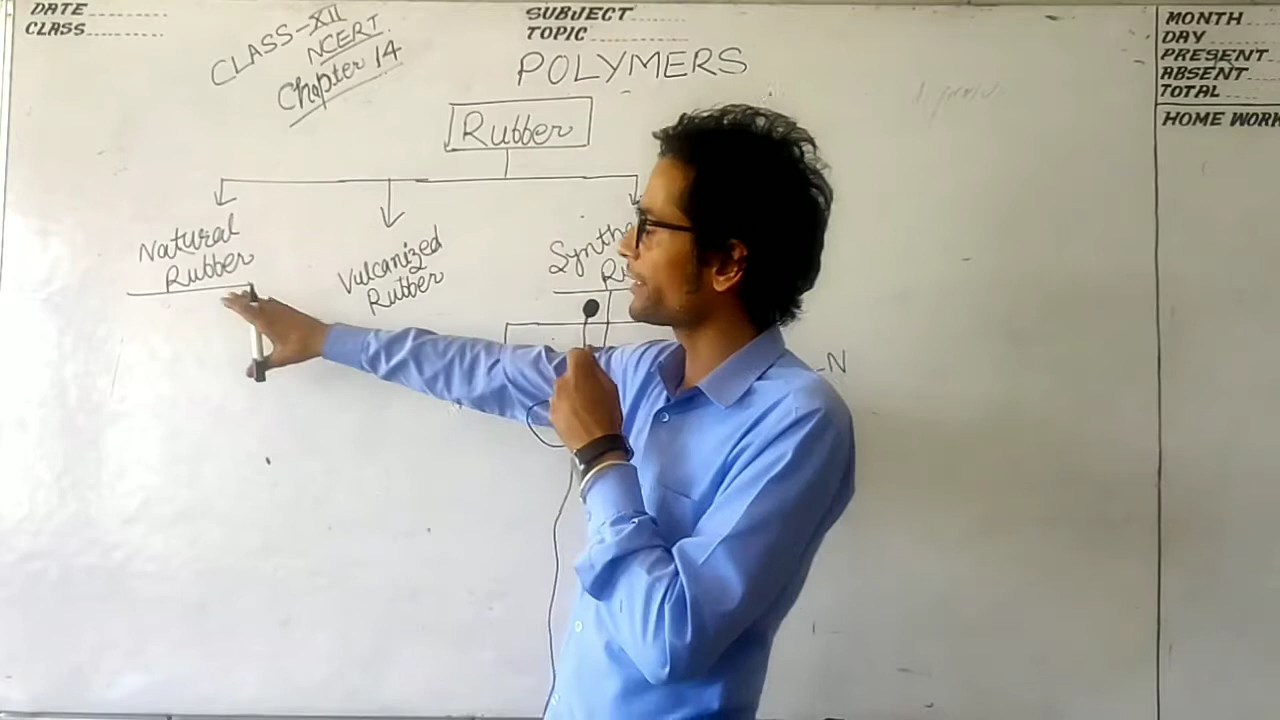 DATE
CLASS
CLASS-XII
NCERT
Chapter 14
SUBJECT
TOPIC
POLYMERS
MONTH
DAY
PRESENT
ABSENT
TOTAL
HOME WORK
Rubber
Natural
Rubber
Vulcanized
Rubber
-N